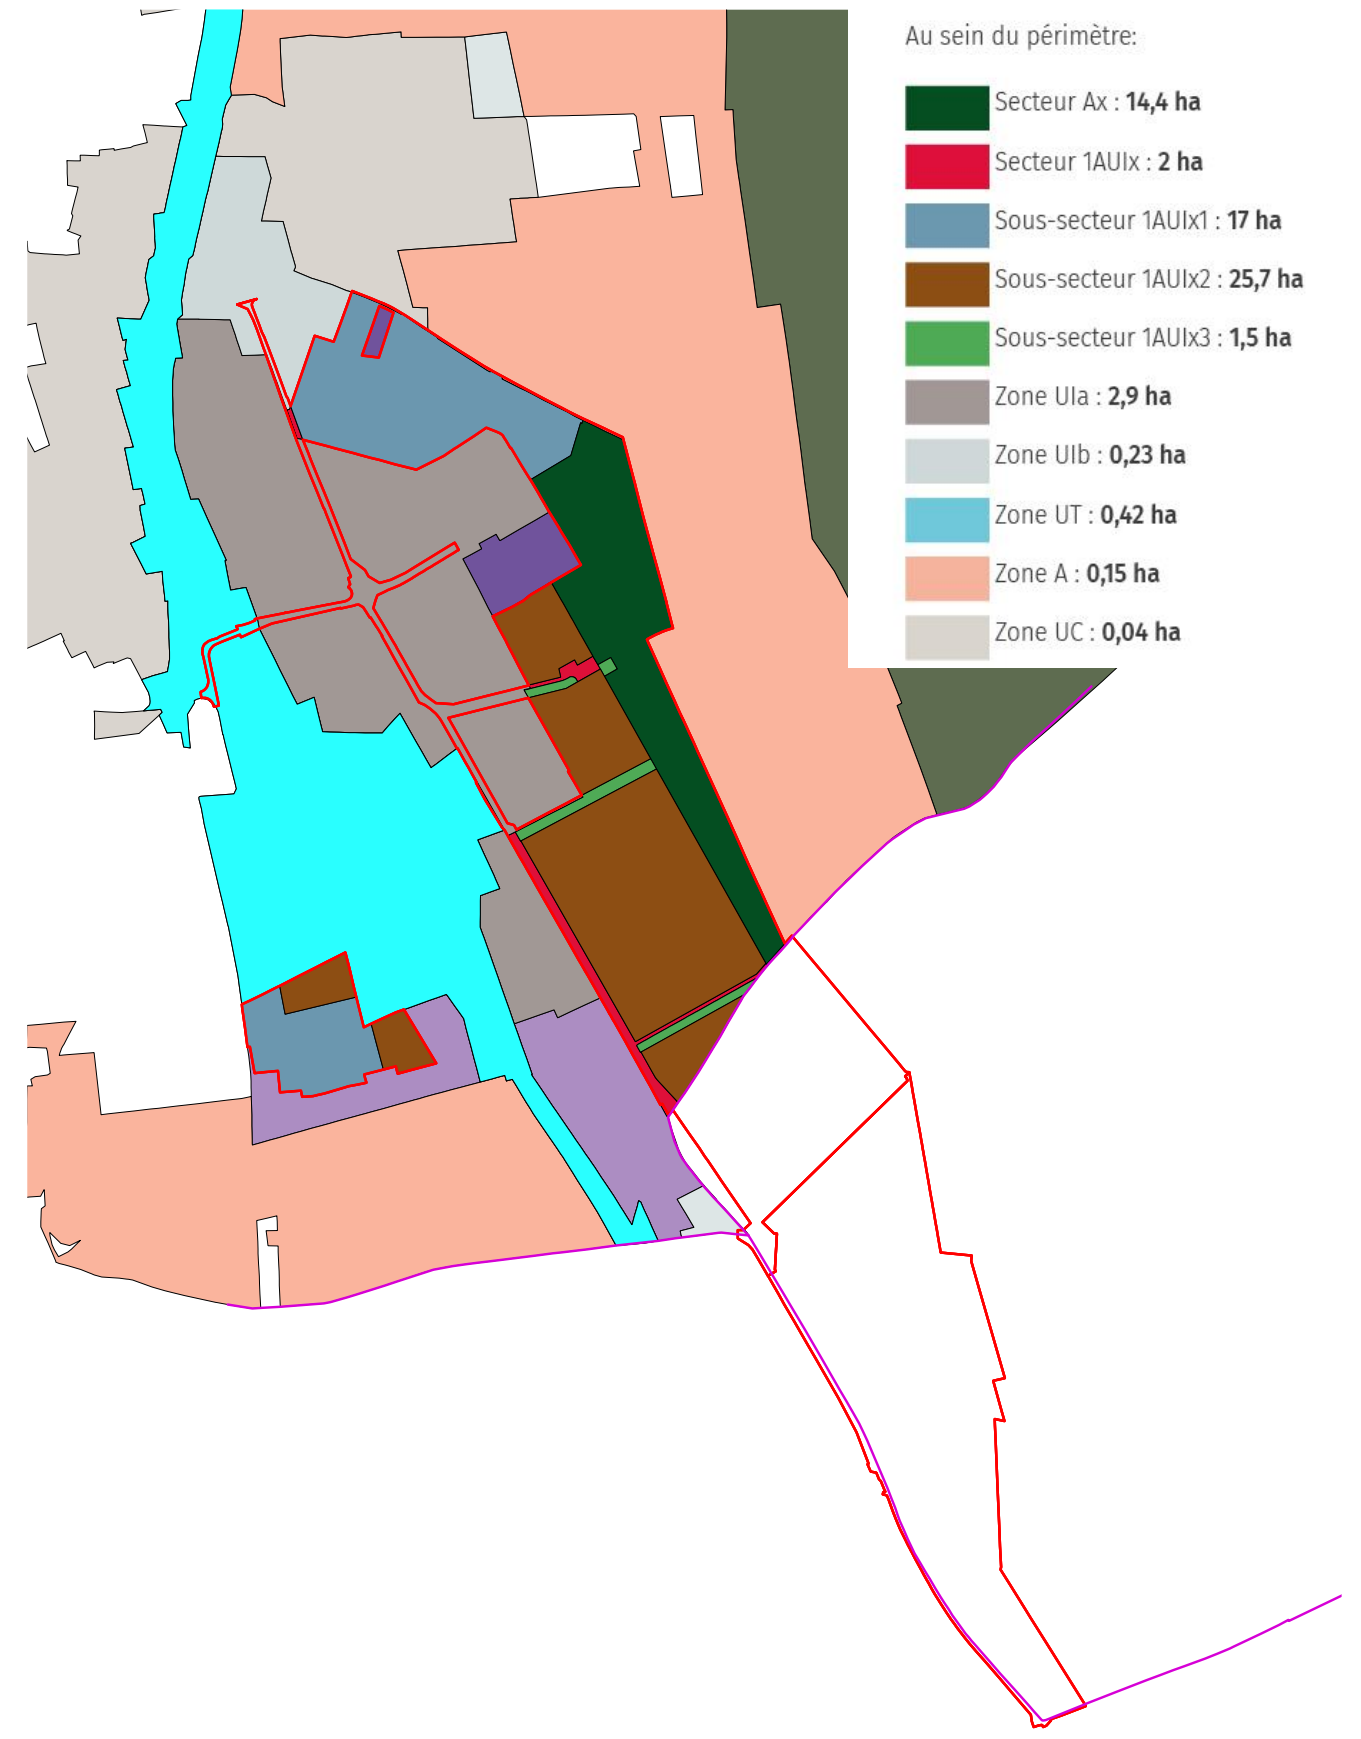 Au sein du périmètre:
Secteur Ax : 14,4 ha
Secteur 1AUIx : 2 ha
Sous-secteur 1AUIx1 : 17 ha
Sous-secteur 1AUIx2 : 25,7 ha
Sous-secteur 1AUIx3 : 1,5 ha
Zone UIa : 2,9 ha
Zone UIb : 0,23 ha
Zone UT : 0,42 ha
Zone A : 0,15 ha
Zone UC : 0,04 ha